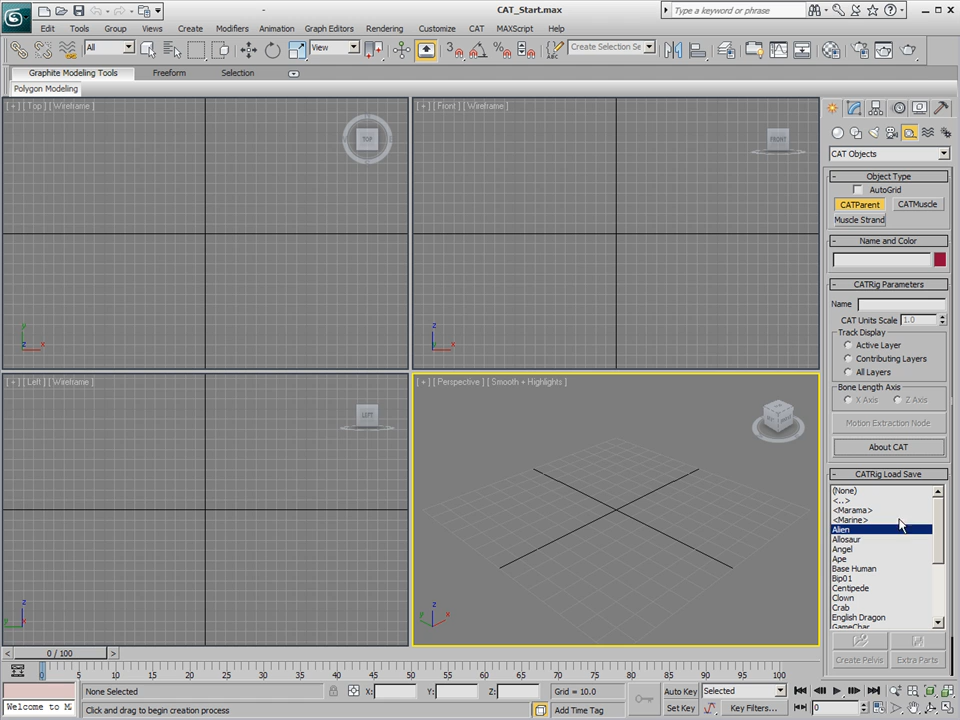 CAT_Start.max
Type a keyword or phrase
Edit Tools Group Views Create Modifiers Animation Graph Editors Rendering Customize CAT MAXScript Help
All
View
Create Selection Se
Graphite Modeling Tools Freeform Selection
Polygon Modeling
[ + ] [ Top ] [ Wireframe ]
TOP
[ + ] [ Front ] [ Wireframe ]
FRONT
[ + ] [ Left ] [ Wireframe ]
LEFT
[ + ] [ Perspective ] [ Smooth + Highlights ]
CAT Objects
Object Type
AutoGrid
CATParent CATMuscle
Muscle Strand
Name and Color
CATRig Parameters
Name
CAT Units Scale 1.0
Track Display
Active Layer
Contributing Layers
All Layers
Bone Length Axis
X Axis Z Axis
Motion Extraction Node
About CAT
CATRig Load Save
(None)
<..>
<Marama>
<Marine>
Alien
Allosaur
Angel
Ape
Base Human
Bip01
Centipede
Clown
Crab
English Dragon
GameChar
Create Pelvis Extra Parts
0 / 100
0 5 10 15 20 25 30 35 40 45 50 55 60 65 70 75 80 85 90 95 100
None Selected X: Y: Z: Grid = 10.0 Auto Key Selected
Welcome to M Click and drag to begin creation process Add Time Tag Set Key Key Filters... 0